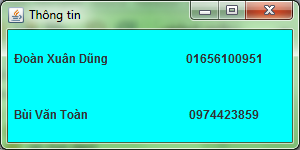 Thông tin
Đoàn Xuân Dũng 01656100951
Bùi Văn Toàn 0974423859